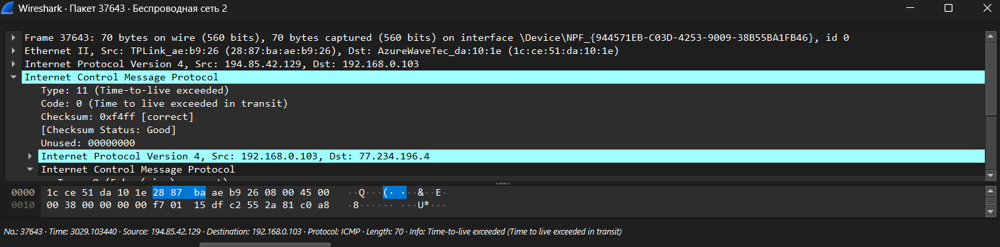 Wireshark · Пакет 37643 · Беспроводная сеть 2
Frame 37643: 70 bytes on wire (560 bits), 70 bytes captured (560 bits) on interface \Device\NPF_{944571EB-C03D-4253-9009-38B55BA1FB46}, id 0
Ethernet II, Src: TPLink_ae:b9:26 (28:87:ba:ae:b9:26), Dst: AzureWaveTec_da:10:1e (1c:ce:51:da:10:1e)
Internet Protocol Version 4, Src: 194.85.42.129, Dst: 192.168.0.103
Internet Control Message Protocol
Type: 11 (Time-to-live exceeded)
Code: 0 (Time to live exceeded in transit)
Checksum: 0xf4ff [correct]
[Checksum Status: Good]
Unused: 00000000
Internet Protocol Version 4, Src: 192.168.0.103, Dst: 77.234.196.4
Internet Control Message Protocol
0000 1c ce 51 da 10 1e 28 87 ba ae b9 26 08 00 45 00 ··Q···(· ···&··E·
0010 00 38 00 00 00 00 f7 01 15 df c2 55 2a 81 c0 a8 ·8······ ···U*···
No.: 37643 · Time: 3029.103440 · Source: 194.85.42.129 · Destination: 192.168.0.103 · Protocol: ICMP · Length: 70 · Info: Time-to-live exceeded (Time to live exceeded in transit)